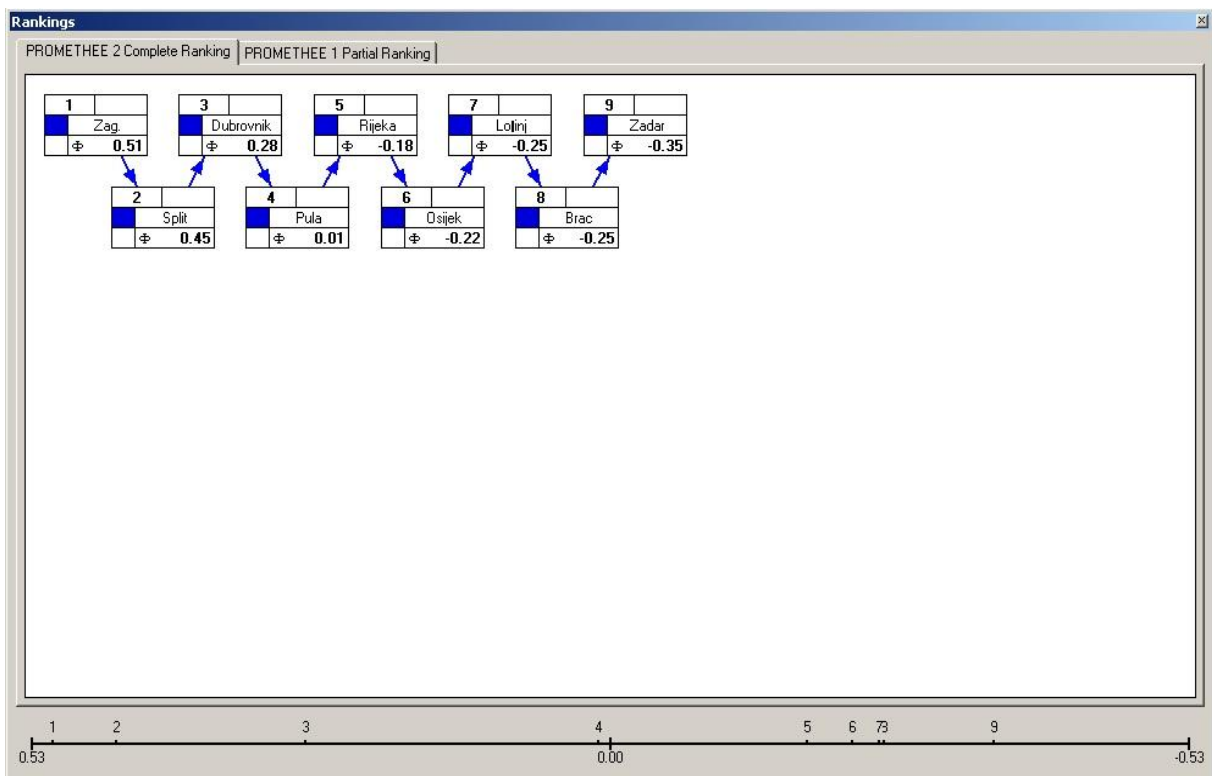 Rankings
PROMETHEE 2 Complete Ranking PROMETHEE 1 Partial Ranking
1 3 5 7 9
Zag. Dubrovnik Rijeka Loļinj Zadar
Φ 0.51 Φ 0.28 Φ -0.18 Φ -0.25 Φ -0.35
2 4 6 8
Split Pula Osijek Brac
Φ 0.45 Φ 0.01 Φ -0.22 Φ -0.25
1 2 3 4 5 6 9
0.53 0.00 -0.53